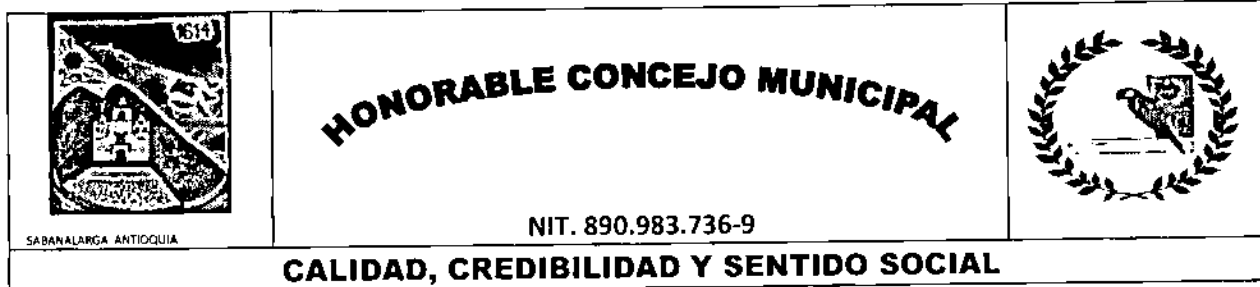 1614
SABANALARGA ANTIOQUIA
HONORABLE CONCEJO MUNICIPAL
NIT. 890.983.736-9
CALIDAD, CREDIBILIDAD Y SENTIDO SOCIAL